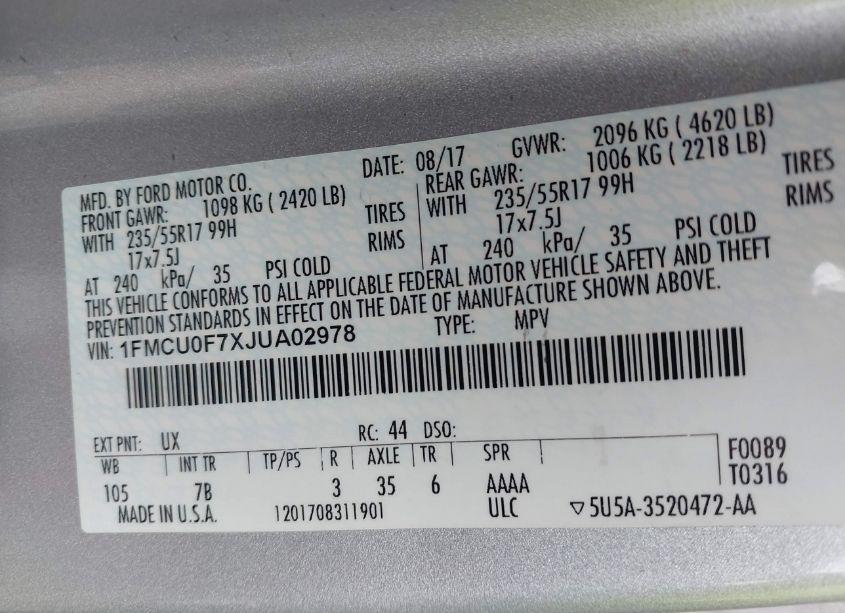 MFD. BY FORD MOTOR CO. DATE: 08/17 GVWR: 2096 KG ( 4620 LB)
FRONT GAWR: 1098 KG ( 2420 LB) REAR GAWR: 1006 KG ( 2218 LB)
WITH 235/55R17 99H TIRES WITH 235/55R17 99H TIRES
17x7.5J RIMS 17x7.5J RIMS
AT 240 kPa/ 35 PSI COLD AT 240 kPa/ 35 PSI COLD
THIS VEHICLE CONFORMS TO ALL APPLICABLE FEDERAL MOTOR VEHICLE SAFETY AND THEFT
PREVENTION STANDARDS IN EFFECT ON THE DATE OF MANUFACTURE SHOWN ABOVE.
VIN: 1FMCU0F7XJUA02978 TYPE: MPV
EXT PNT: UX RC: 44 DSO:
WB INT TR TP/PS R AXLE TR SPR F0089
105 7B 3 35 6 AAAA T0316
MADE IN U.S.A. 1201708311901 ULC ▽5U5A-3520472-AA